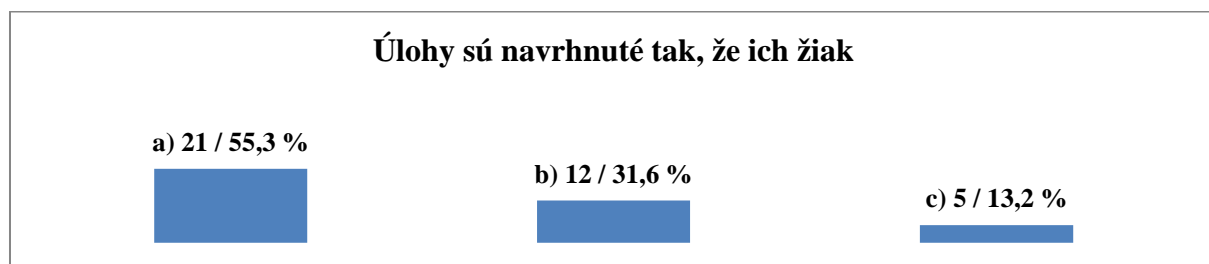 Úlohy sú navrhnuté tak, že ich žiak
a) 21 / 55,3 %
b) 12 / 31,6 %
c) 5 / 13,2 %